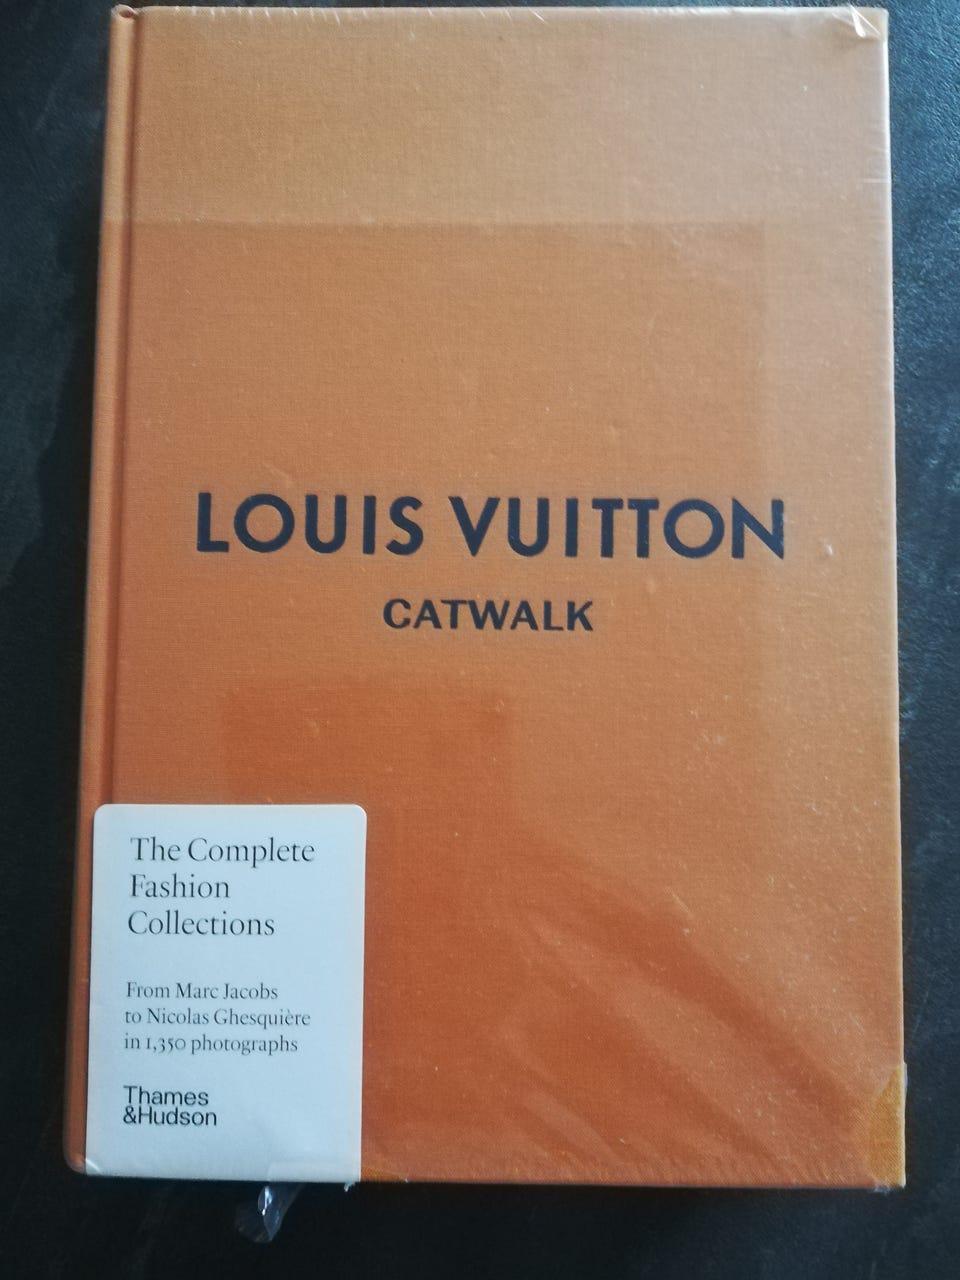 LOUIS VUITTON
CATWALK
The Complete
Fashion
Collections
From Marc Jacobs
to Nicolas Ghesquière
in 1,350 photographs
Thames
&Hudson